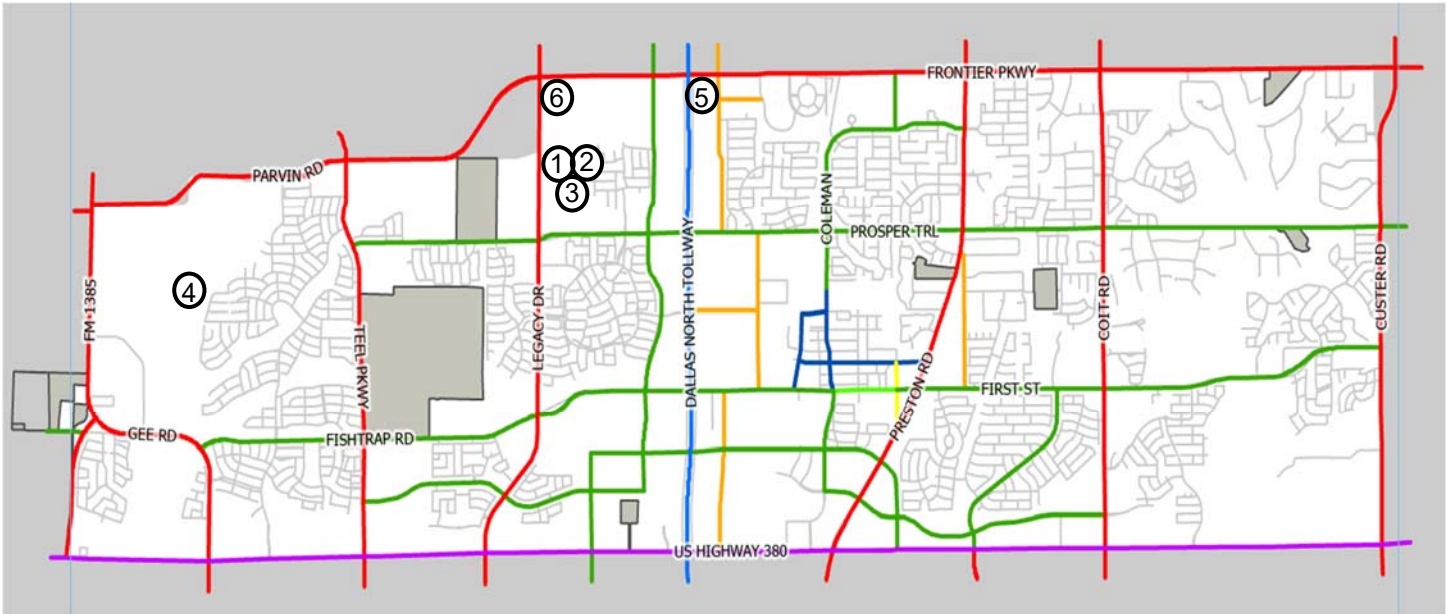 FRONTIER PKWY
6
5
1
2
PARVIN RD
3
COLEMAN
PROSPER TRL
DALLAS NORTH TOLLWAY
4
FM 1385
LEGACY DR
COIT RD
CUSTER RD
TEEL PKWY
PRESTON RD
FIRST ST
GEE RD
FISHTRAP RD
US HIGHWAY 380